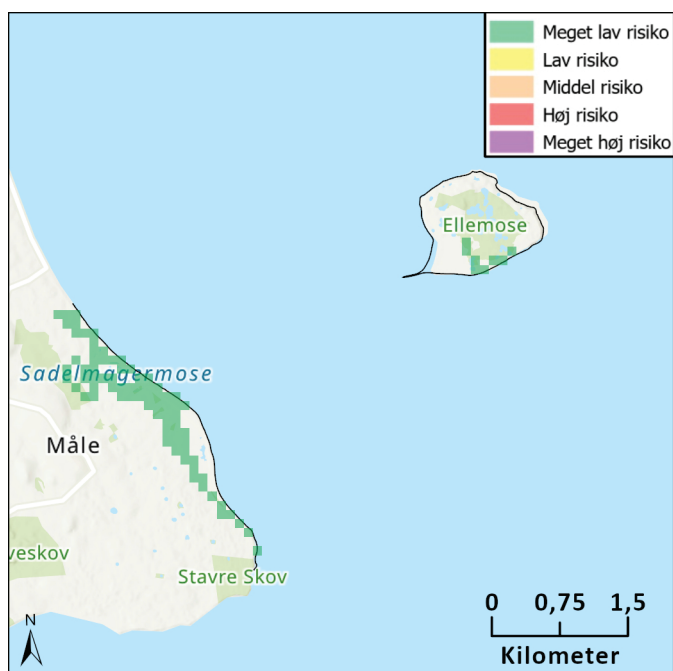 Meget lav risiko
Lav risiko
Middel risiko
Høj risiko
Meget høj risiko
Ellemose
Sadelmagermose
Måle
veskov
Stavre Skov
N
0 0,75 1,5
Kilometer